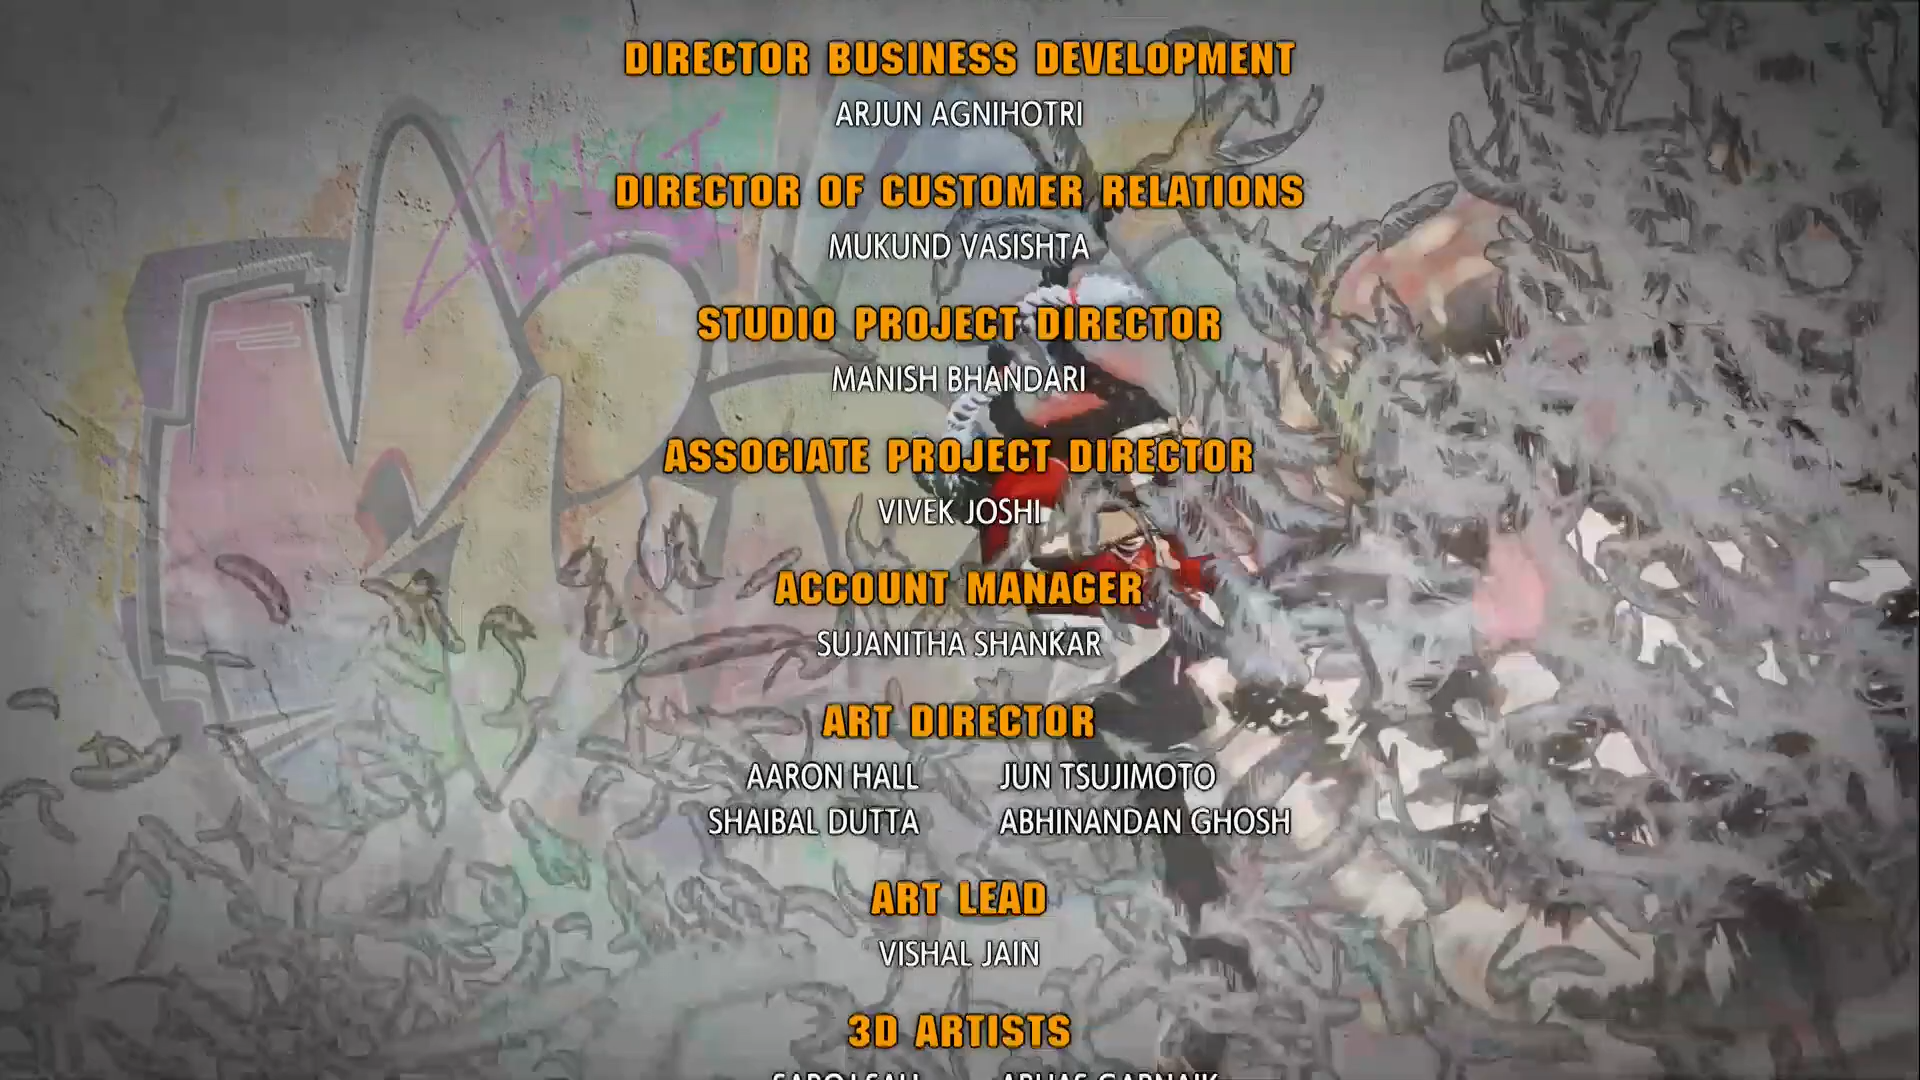 DIRECTOR BUSINESS DEVELOPMENT
ARJUN AGNIHOTRI
DIRECTOR OF CUSTOMER RELATIONS
MUKUND VASISHTA
STUDIO PROJECT DIRECTOR
MANISH BHANDARI
ASSOCIATE PROJECT DIRECTOR
VIVEK JOSHI
ACCOUNT MANAGER
SUJANITHA SHANKAR
ART DIRECTOR
AARON HALL JUN TSUJIMOTO
SHAIBAL DUTTA ABHINANDAN GHOSH
ART LEAD
VISHAL JAIN
3D ARTISTS